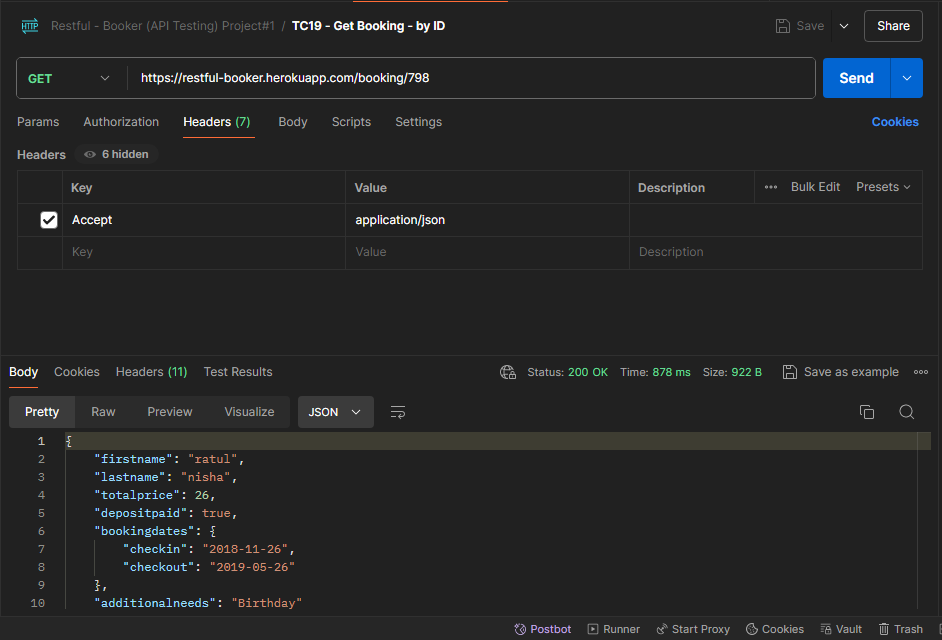 HTTP Restful - Booker (API Testing) Project#1 / TC19 - Get Booking - by ID Save Share
GET https://restful-booker.herokuapp.com/booking/798 Send
Params Authorization Headers (7) Body Scripts Settings Cookies
Headers 6 hidden
Key Value Description Bulk Edit Presets
Accept application/json
Key Value Description
Body Cookies Headers (11) Test Results Status: 200 OK Time: 878 ms Size: 922 B Save as example
Pretty Raw Preview Visualize JSON
1 {
2 "firstname": "ratul",
3 "lastname": "nisha",
4 "totalprice": 26,
5 "depositpaid": true,
6 "bookingdates": {
7 "checkin": "2018-11-26",
8 "checkout": "2019-05-26"
9 },
10 "additionalneeds": "Birthday"
Postbot Runner Start Proxy Cookies Vault Trash